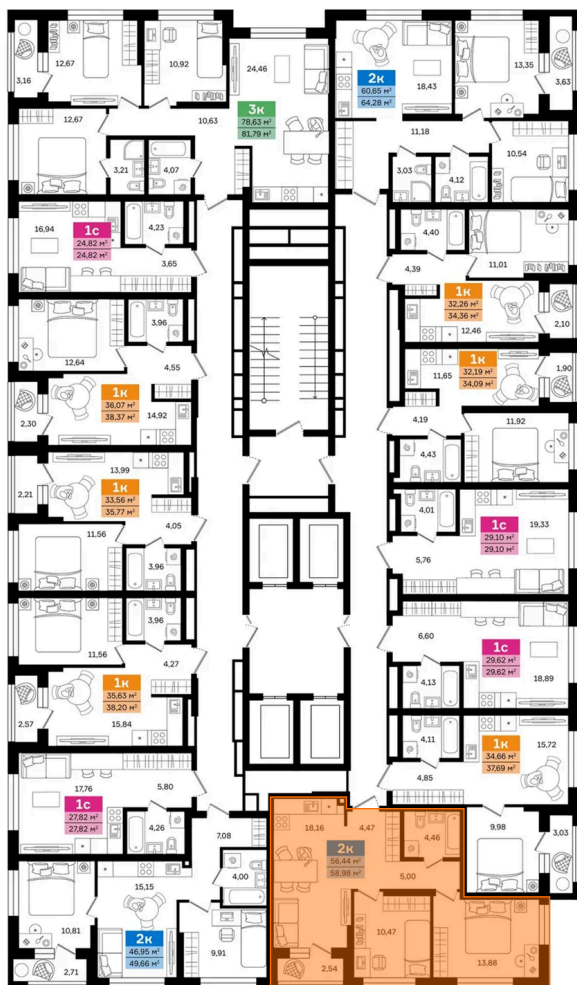 3,16
12,67
10,92
24,46
3к
78,63 м²
81,79 м²
12,67
10,63
3,21
4,07
2к
60,65 м²
64,28 м²
18,43
13,35
3,63
11,18
3,03
4,12
10,54
16,94
1с
24,82 м²
24,82 м²
4,23
3,65
4,40
11,01
4,39
1к
32,26 м²
34,36 м²
12,46
2,10
12,64
3,96
4,55
1к
36,07 м²
38,37 м²
14,92
2,30
11,65
1к
32,19 м²
34,09 м²
1,90
4,19
11,92
4,43
13,99
2,21
1к
33,56 м²
35,77 м²
4,05
11,56
3,96
4,01
1с
29,10 м²
29,10 м²
19,33
5,76
3,96
11,56
4,27
1к
35,63 м²
38,20 м²
2,57
15,84
6,60
1с
29,62 м²
29,62 м²
4,13
18,89
4,11
1к
34,66 м²
37,69 м²
15,72
4,85
9,98
3,03
17,76
5,80
1с
27,82 м²
27,82 м²
4,26
7,08
4,00
15,15
10,81
2к
46,95 м²
49,66 м²
9,91
2,71
18,16
4,47
2к
56,44 м²
58,98 м²
4,46
5,00
10,47
2,54
13,88